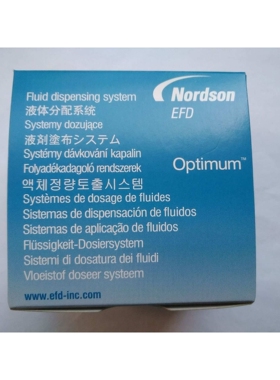 Fluid dispensing system
液体分配系统
Systemy dozujące
液剤塗布システム
Systémy dávkování kapalin
Folyadékadagoló rendszerek
액체정량토출시스템
Systèmes de dosage de fluides
Sistemas de dispensación de fluidos
Sistemas de aplicação de fluidos
Flüssigkeit-Dosiersystem
Sistemi di dosatura dei fluidi
Vloeistof doseer systeem
www.efd-inc.com
Nordson
EFD
Optimum™